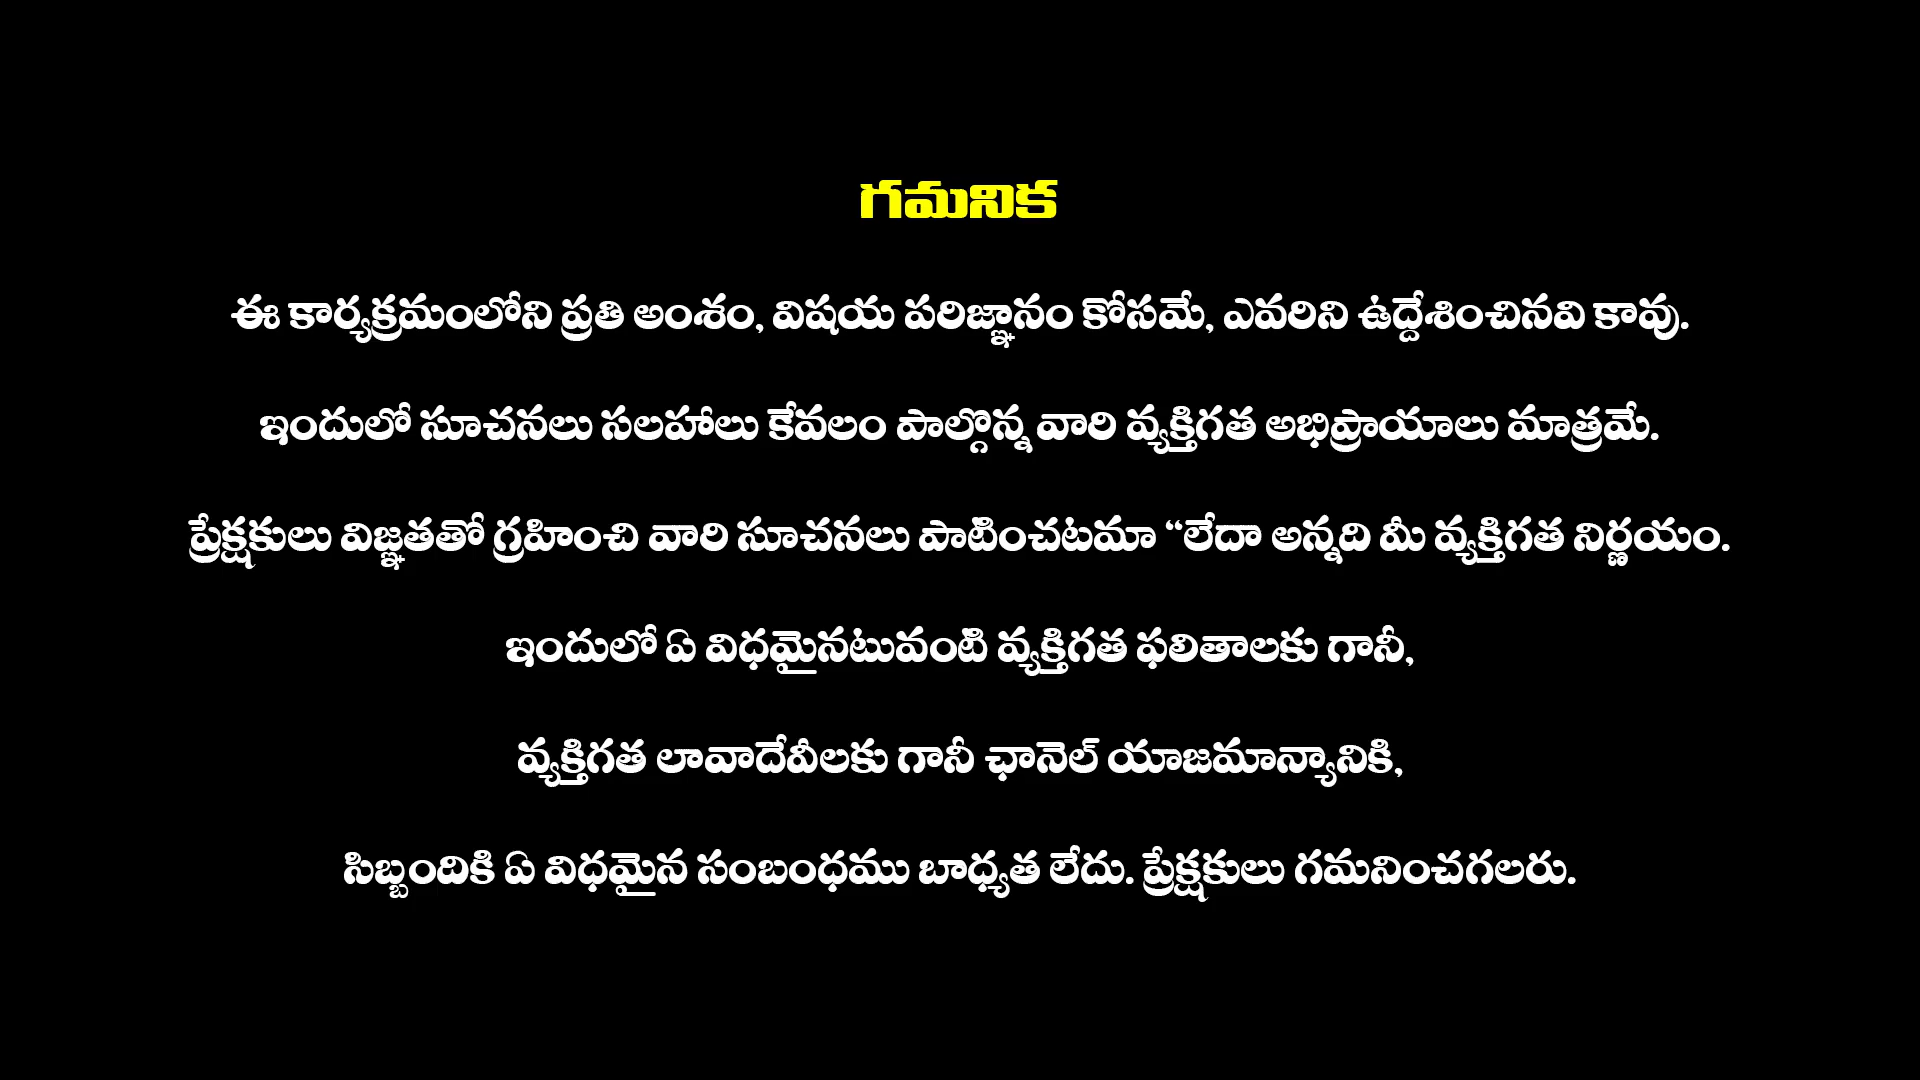 గమనిక
ఈ కార్యక్రమంలోని ప్రతి అంశం, విషయ పరిజ్ఞానం కోసమే, ఎవరిని ఉద్దేశించినవి కావు.
ఇందులో సూచనలు సలహాలు కేవలం పాల్గొన్న వారి వ్యక్తిగత అభిప్రాయాలు మాత్రమే.
ప్రేక్షకులు విజ్ఞతతో గ్రహించి వారి సూచనలు పాటించటమా “లేదా అన్నది మీ వ్యక్తిగత నిర్ణయం.
ఇందులో ఏ విధమైనటువంటి వ్యక్తిగత ఫలితాలకు గానీ,
వ్యక్తిగత లావాదేవీలకు గానీ ఛానెల్ యాజమాన్యానికి,
సిబ్బందికి ఏ విధమైన సంబంధము బాధ్యత లేదు. ప్రేక్షకులు గమనించగలరు.